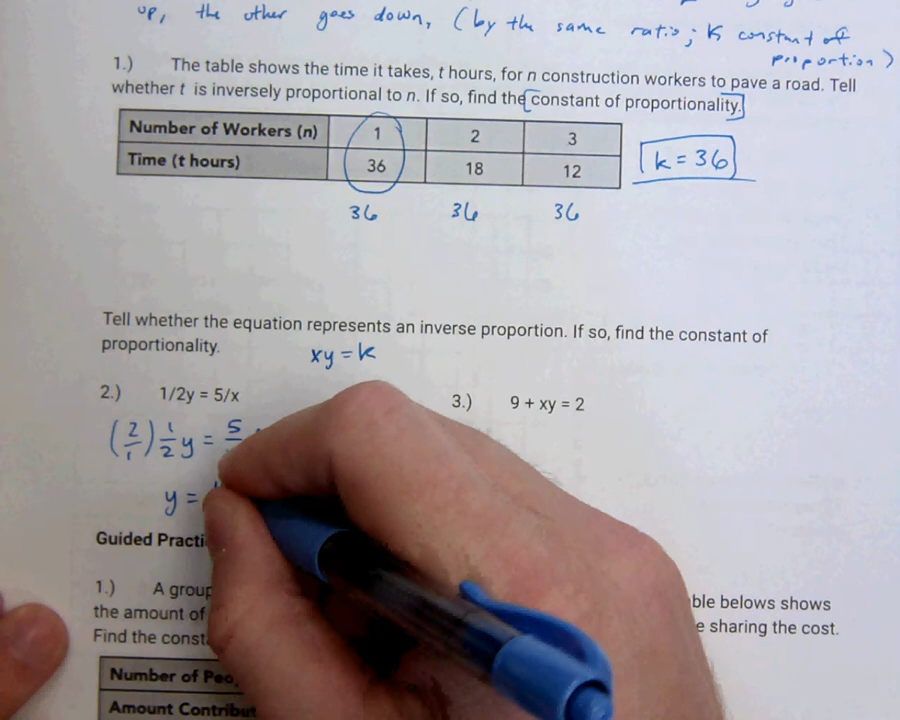 up, the other goes down, (by the same ratio; K constant of
proportion)
1.) The table shows the time it takes, t hours, for n construction workers to pave a road. Tell
whether t is inversely proportional to n. If so, find the constant of proportionality.
Number of Workers (n) 1 2 3
Time (t hours) 36 18 12
k = 36
36 36 36
Tell whether the equation represents an inverse proportion. If so, find the constant of
proportionality.
xy = k
2.) 1/2y = 5/x 3.) 9 + xy = 2
(2/1) 1/2 y = 5
y =
Guided Practi
1.) A group ble belows shows
the amount of e sharing the cost.
Find the const
Number of Peo
Amount Contribut